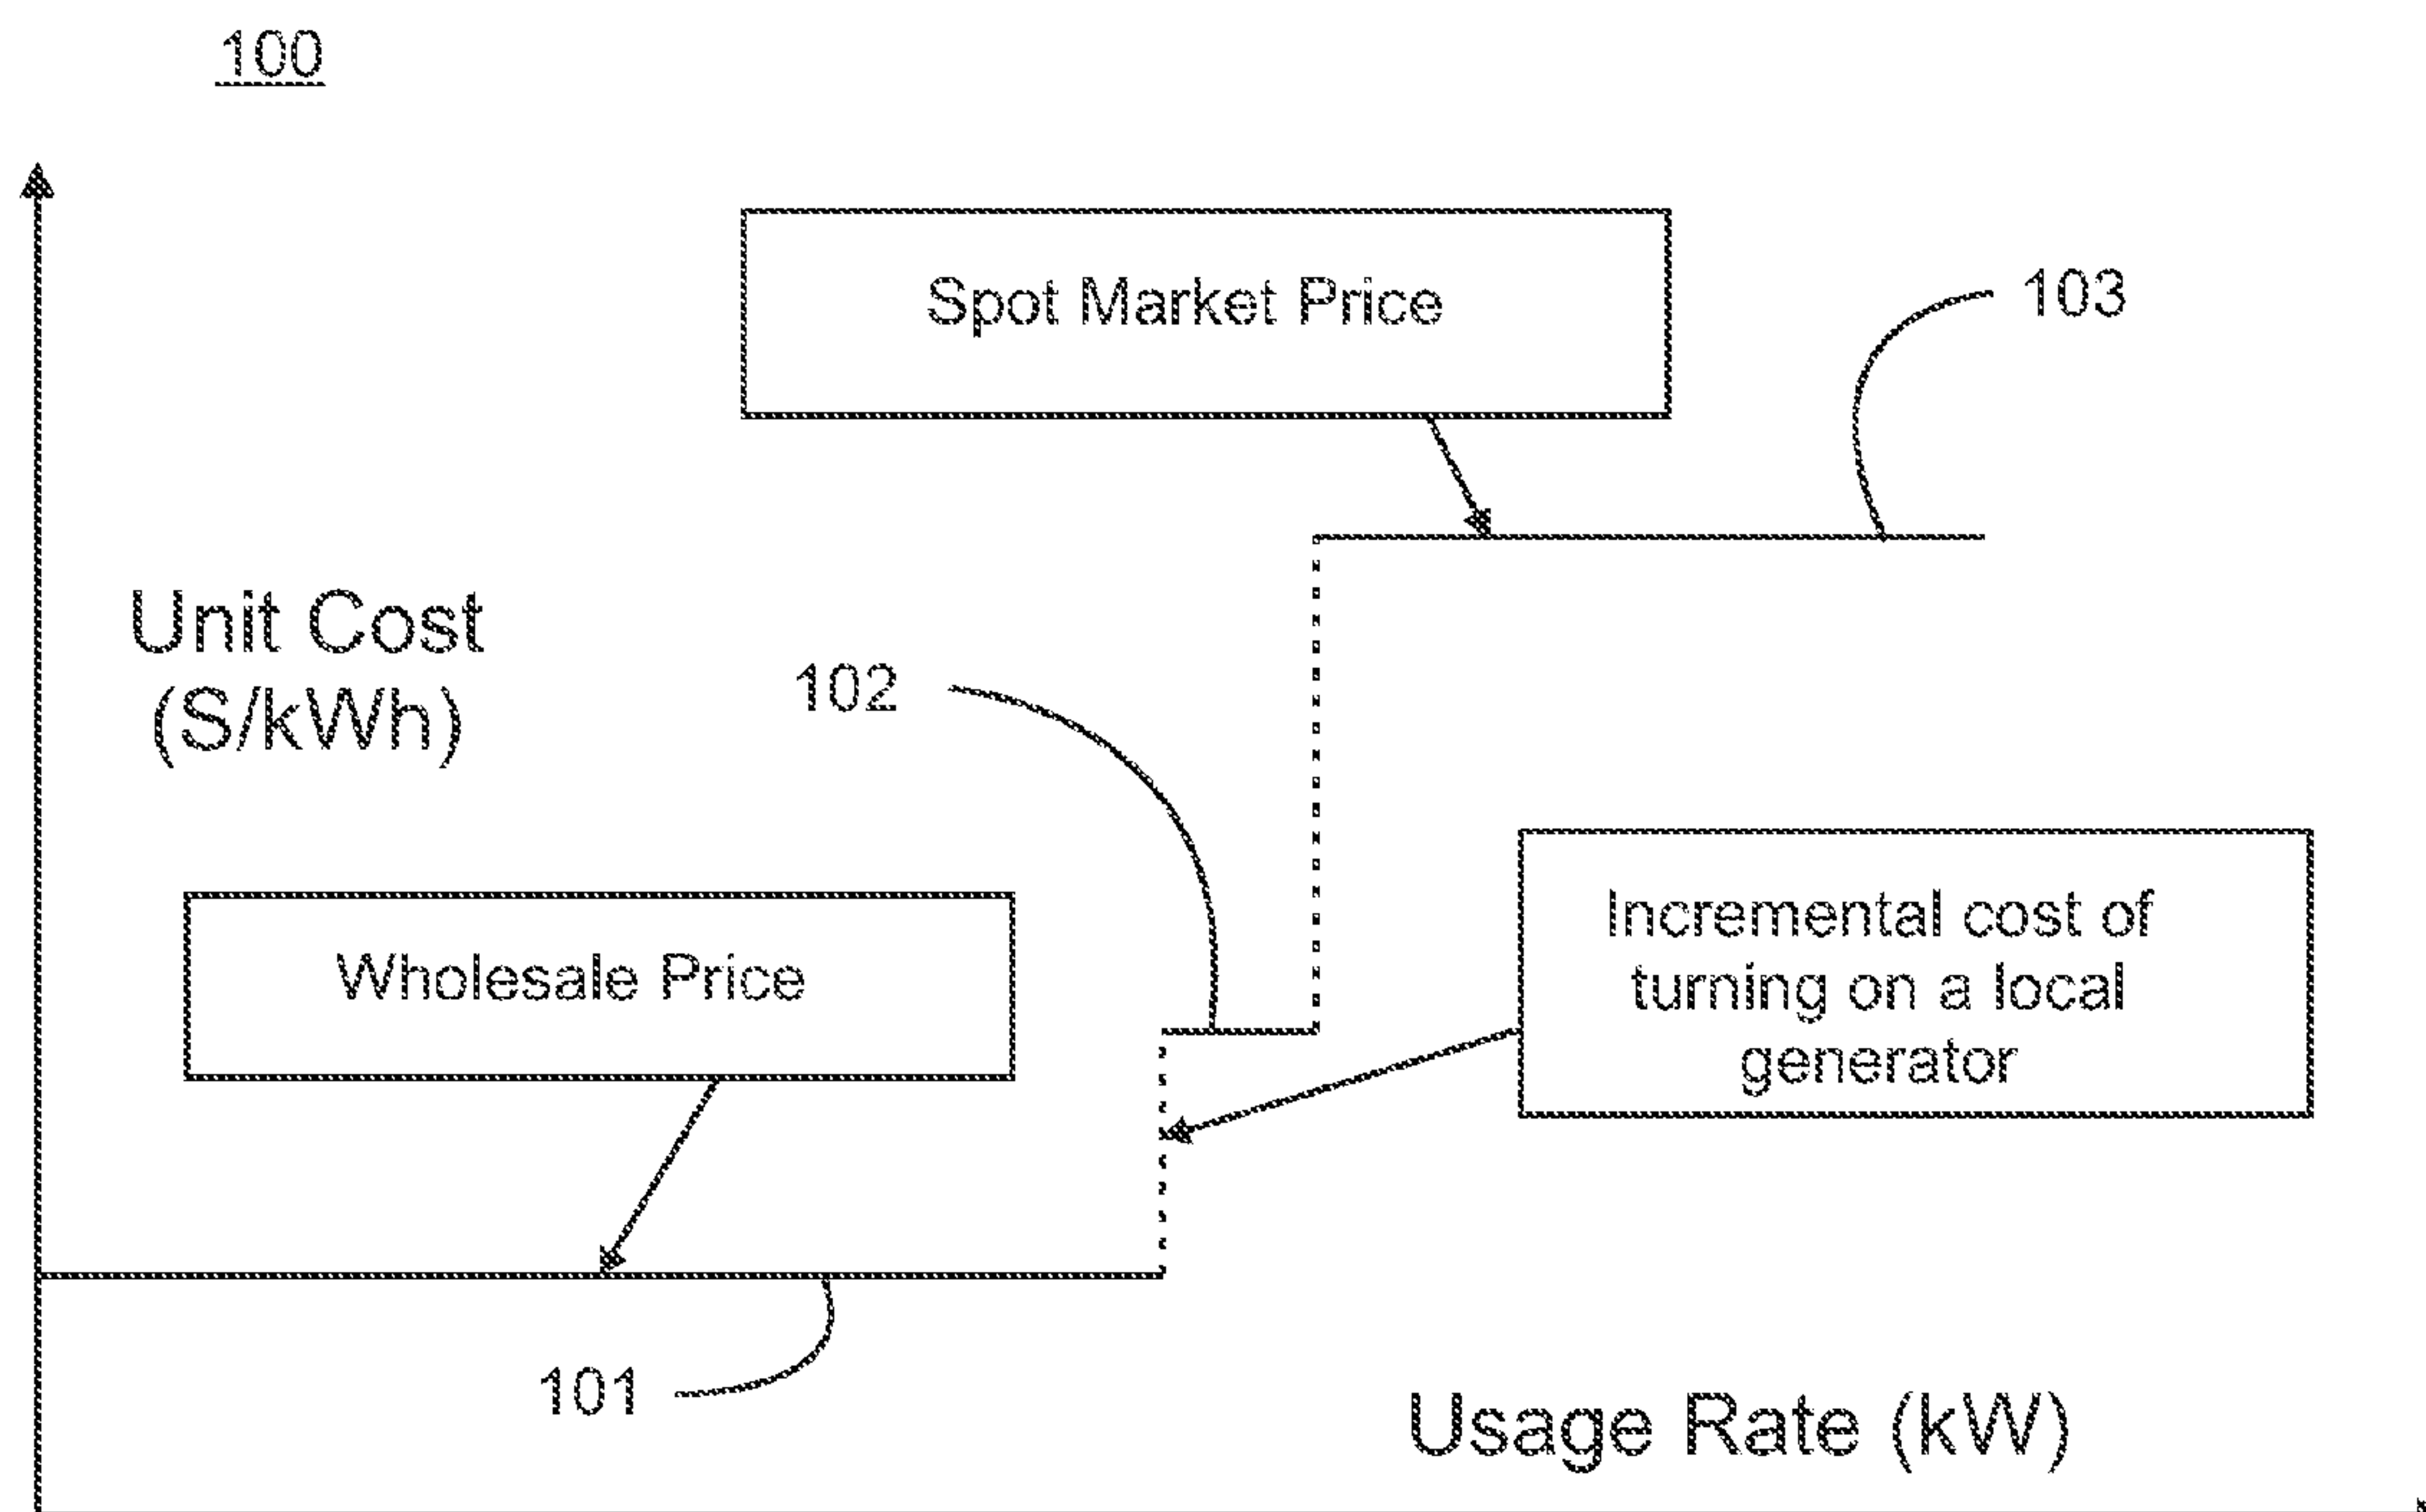 100
Spot Market Price
103
Unit Cost
(S/kWh)
102
Wholesale Price
Incremental cost of
turning on a local
generator
101
Usage Rate (kW)